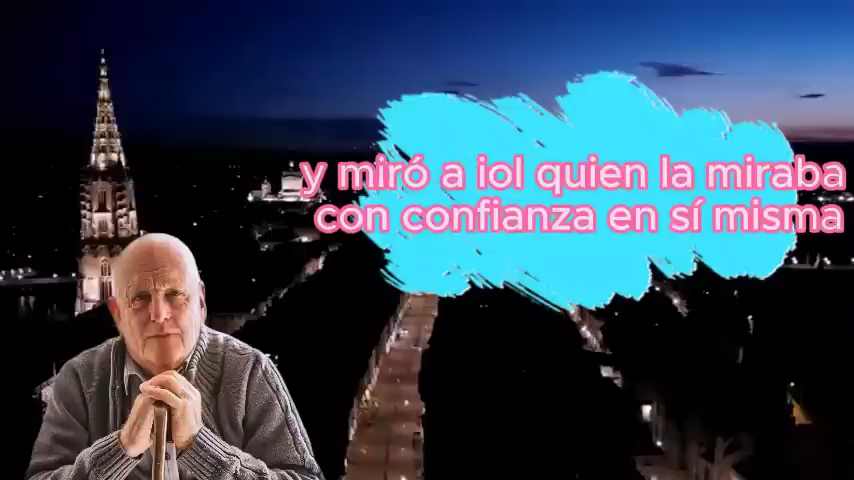 y miró a iol quien la miraba
con confianza en sí misma